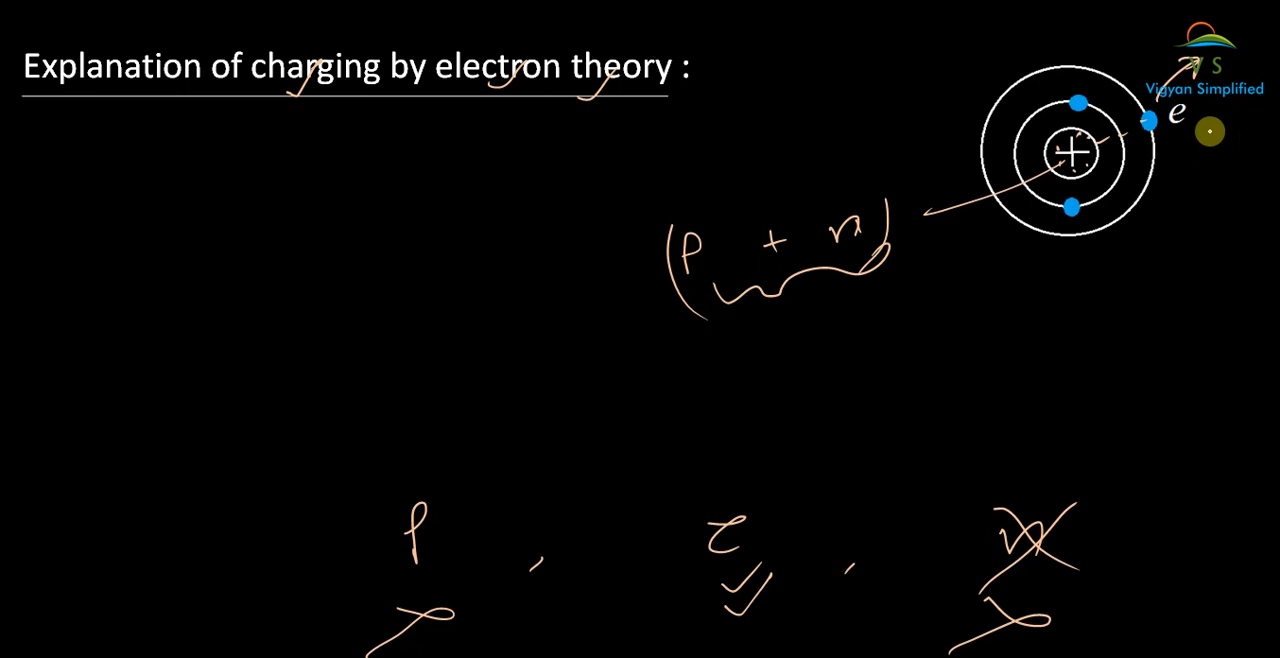 Explanation of charging by electron theory :
V S
Vigyan Simplified
e
+
(p + n)
p , e , n